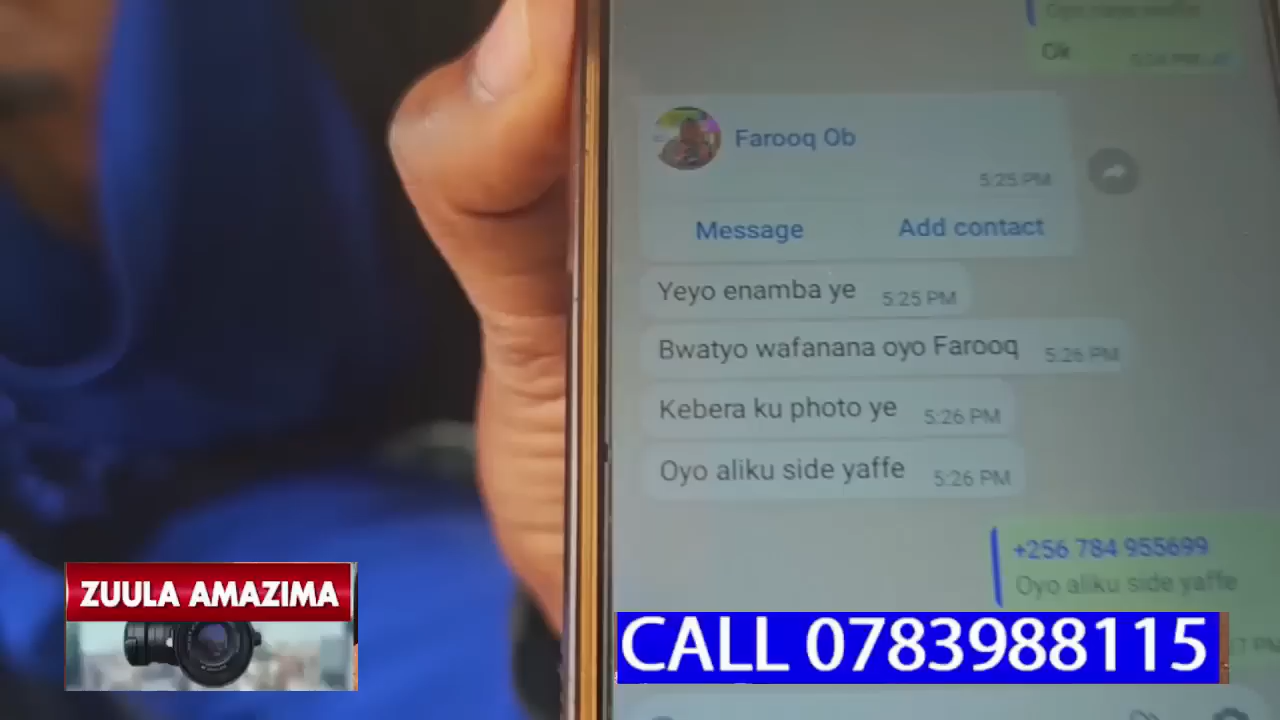 Ok
Farooq Ob
5:25 PM
Message
Add contact
Yeyo enamba ye 5:25 PM
Bwatyo wafanana oyo Farooq 5:26 PM
Kebera ku photo ye 5:26 PM
Oyo aliku side yaffe 5:26 PM
+256 784 955699
Oyo aliku side yaffe
ZUULA AMAZIMA
CALL 0783988115